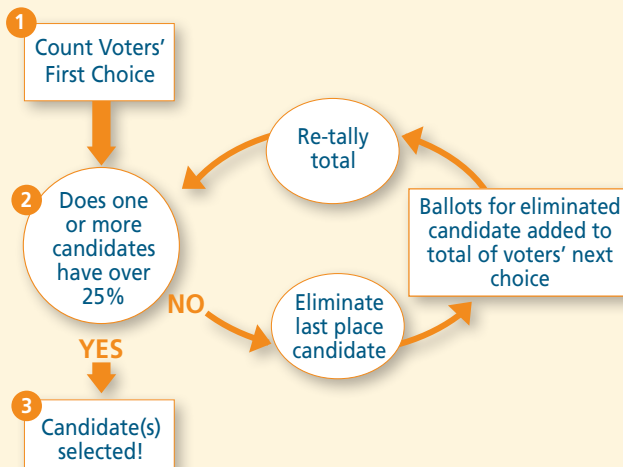 1
Count Voters'
First Choice
2
Does one
or more
candidates
have over
25%
NO
Eliminate
last place
candidate
Ballots for eliminated
candidate added to
total of voters' next
choice
Re-tally
total
YES
3
Candidate(s)
selected!